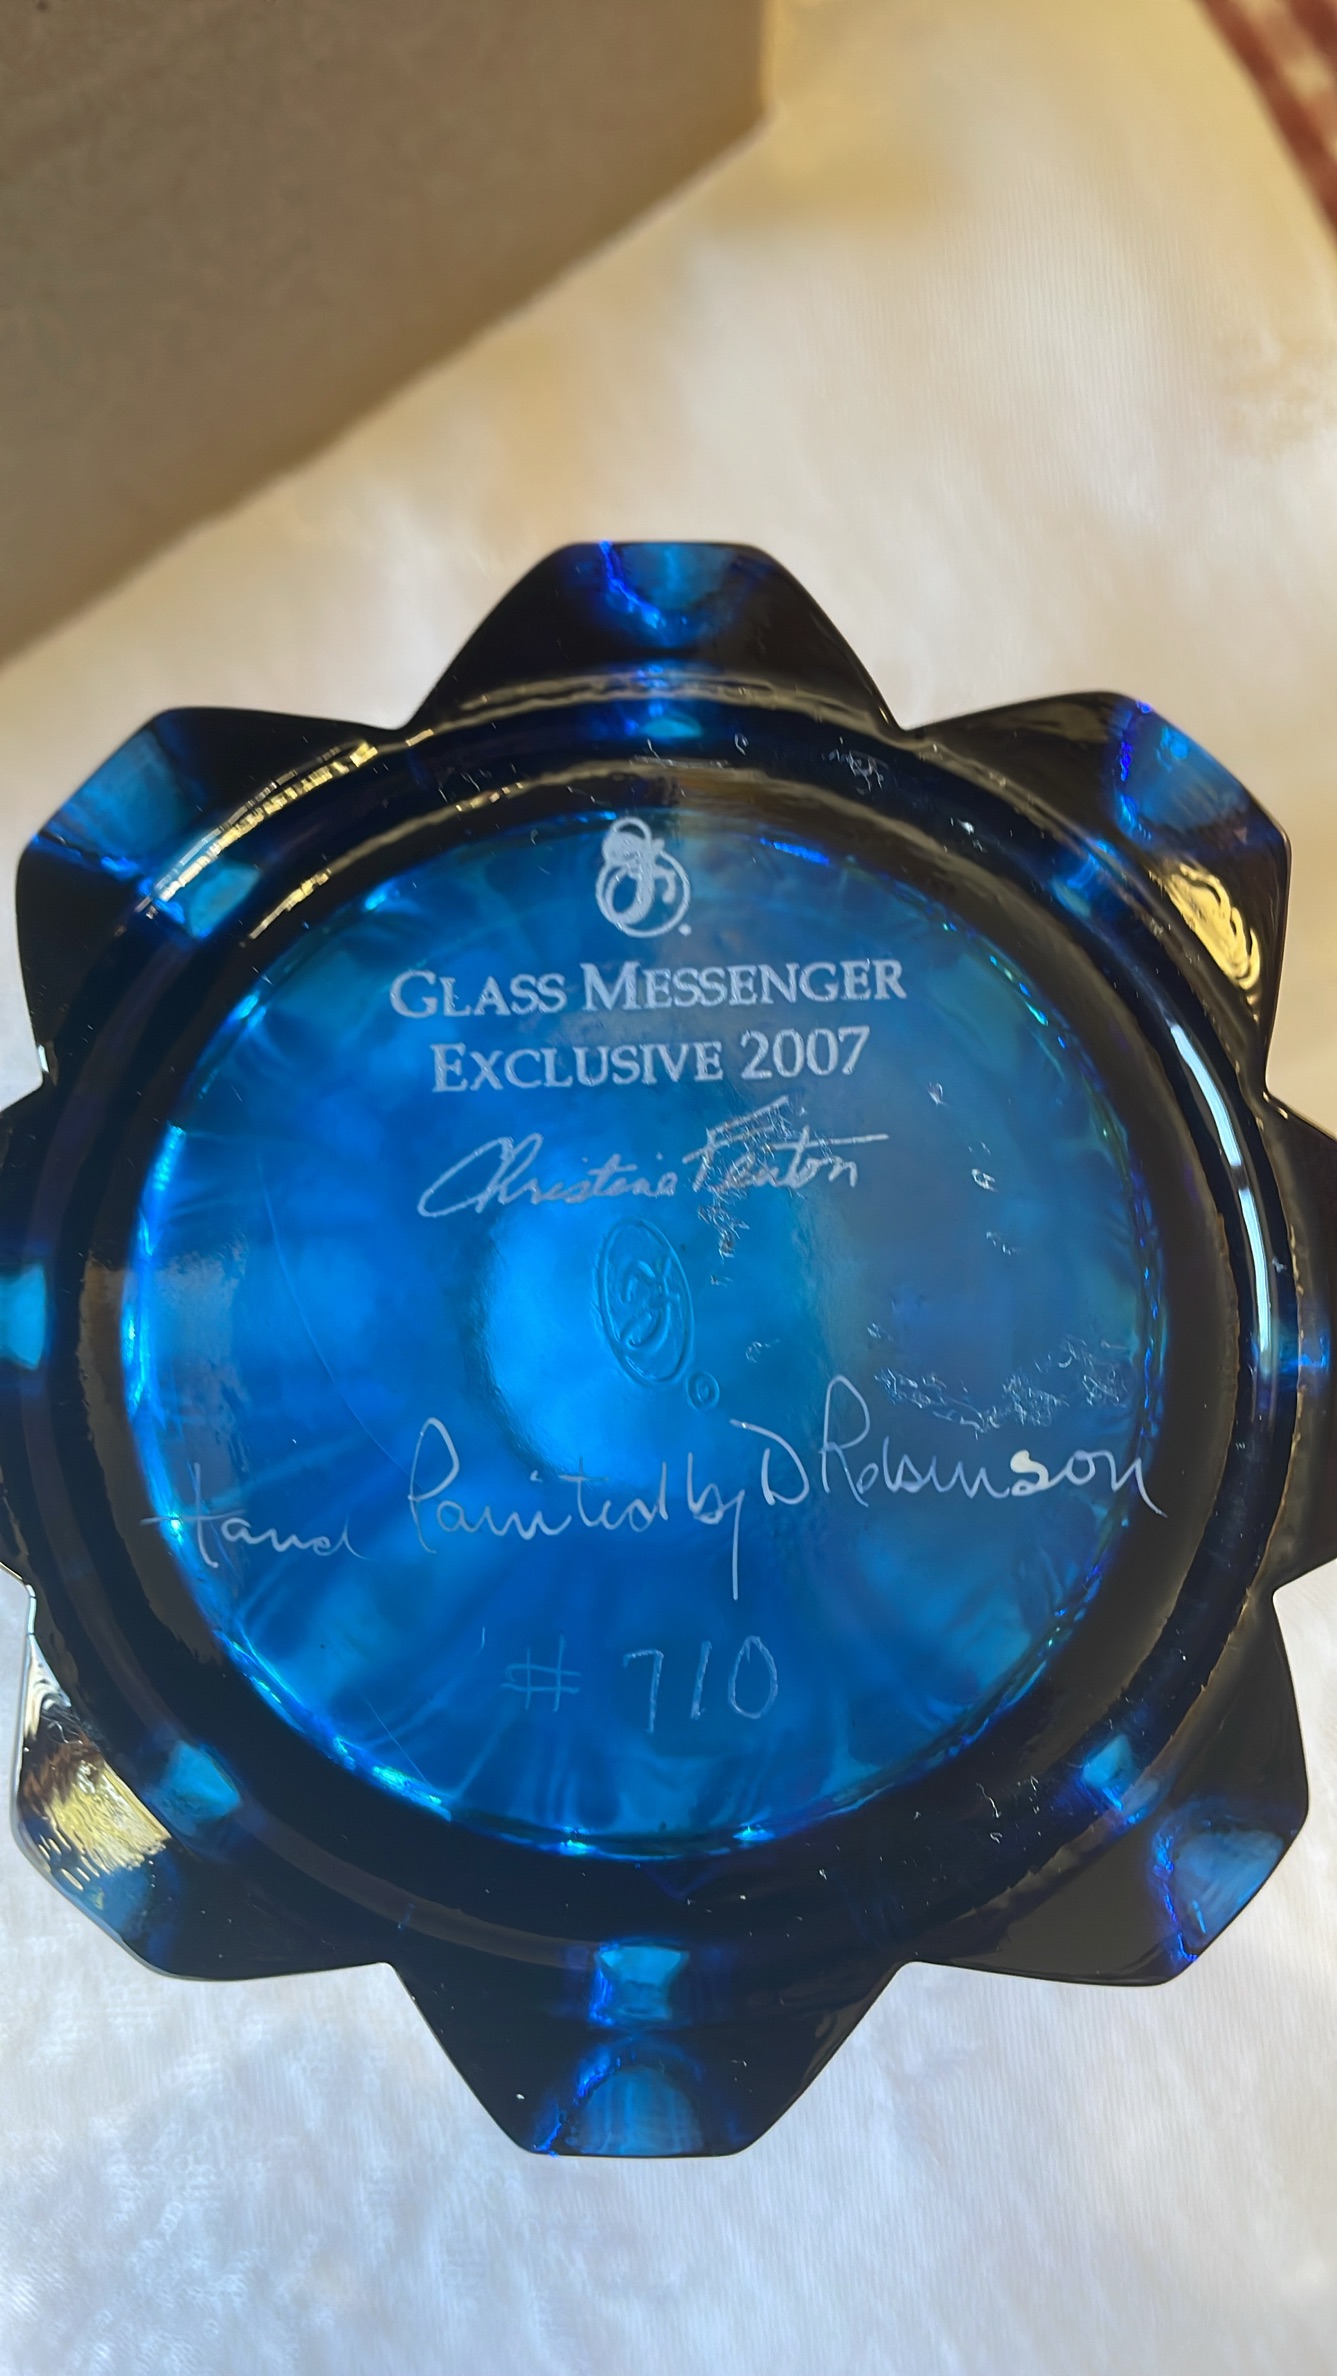 GLASS MESSENGER
EXCLUSIVE 2007
Christine Fenton
Hand Painted by D Robinson
# 710